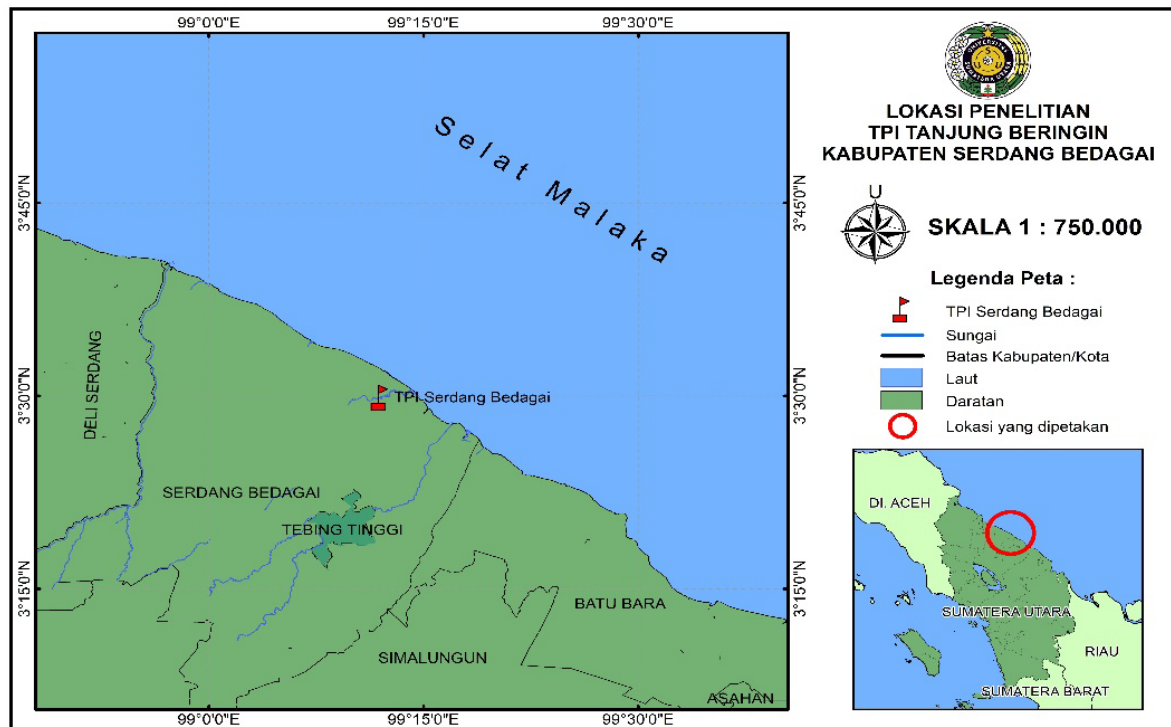 99°0'0"E
99°15'0"E
99°30'0"E
3°45'0"N
3°30'0"N
3°15'0"N
Selat Malaka
DELI SERDANG
TPI Serdang Bedagai
SERDANG BEDAGAI
TEBING TINGGI
BATU BARA
SIMALUNGUN
ASAHAN
3°45'0"N
3°30'0"N
3°15'0"N
99°0'0"E
99°15'0"E
99°30'0"E
UNIVERSITAS
SUMATERA UTARA
LOKASI PENELITIAN
TPI TANJUNG BERINGIN
KABUPATEN SERDANG BEDAGAI
U
SKALA 1 : 750.000
Legenda Peta :
TPI Serdang Bedagai
Sungai
Batas Kabupaten/Kota
Laut
Daratan
Lokasi yang dipetakan
DI. ACEH
SUMATERA UTARA
RIAU
SUMATERA BARAT